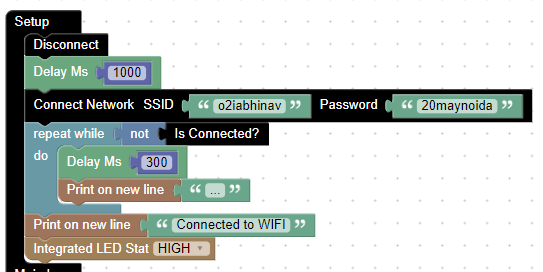 Setup
Disconnect
Delay Ms 1000
Connect Network SSID “ o2iabhinav ” Password “ 20maynoida ”
repeat while not Is Connected?
do Delay Ms 300
Print on new line “ ... ”
Print on new line “ Connected to WIFI ”
Integrated LED Stat HIGH